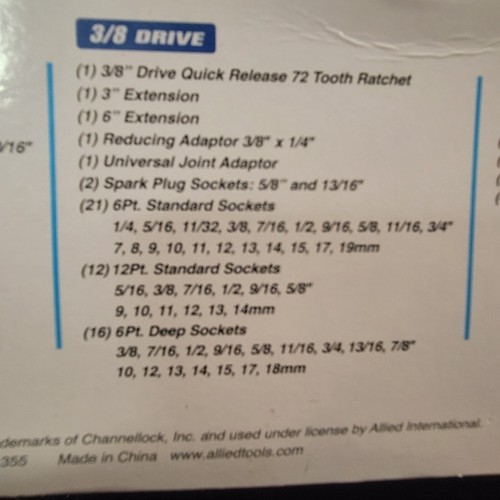 3/8 DRIVE
(1) 3/8" Drive Quick Release 72 Tooth Ratchet
(1) 3" Extension
(1) 6" Extension
(1) Reducing Adaptor 3/8" x 1/4"
/16"
(1) Universal Joint Adaptor
(2) Spark Plug Sockets: 5/8" and 13/16"
(21) 6Pt. Standard Sockets
1/4, 5/16, 11/32, 3/8, 7/16, 1/2, 9/16, 5/8, 11/16, 3/4"
7, 8, 9, 10, 11, 12, 13, 14, 15, 17, 19mm
(12) 12Pt. Standard Sockets
5/16, 3/8, 7/16, 1/2, 9/16, 5/8"
9, 10, 11, 12, 13, 14mm
(16) 6Pt. Deep Sockets
3/8, 7/16, 1/2, 9/16, 5/8, 11/16, 3/4, 13/16, 7/8"
10, 12, 13, 14, 15, 17, 18mm
demarks of Channellock, Inc. and used under license by Allied International.
355 Made in China www.alliedtools.com